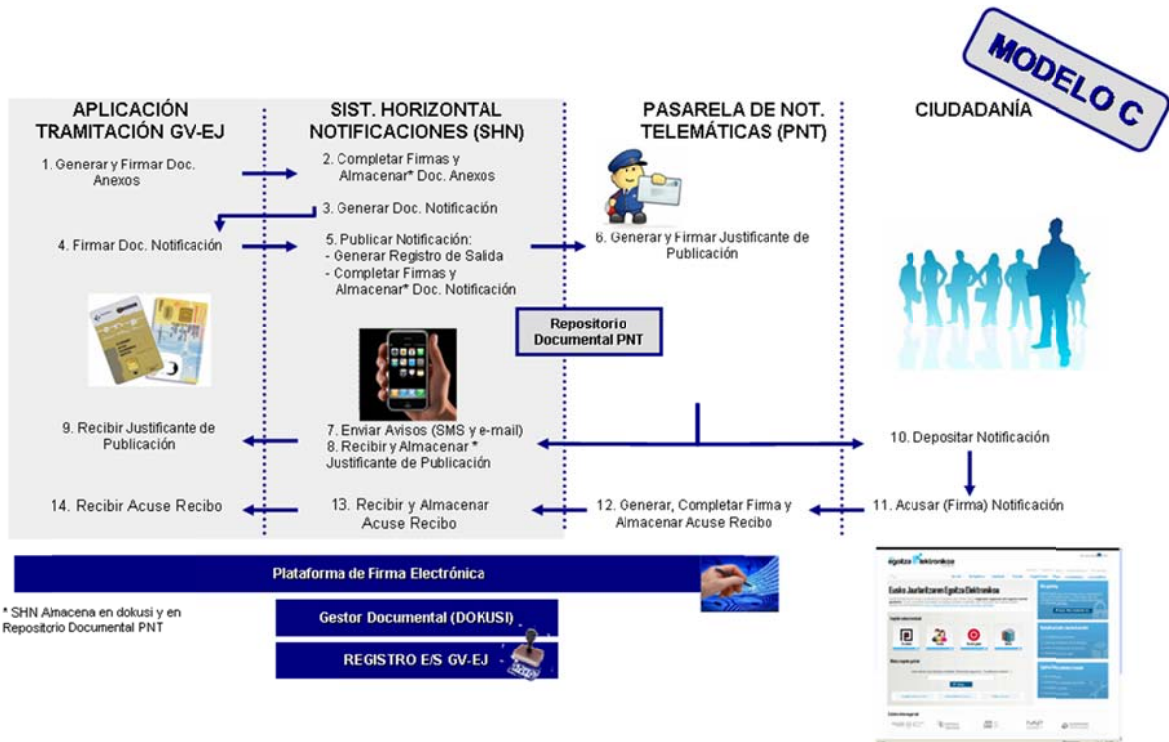 MODELO C
APLICACIÓN
TRAMITACIÓN GV-EJ
SIST. HORIZONTAL
NOTIFICACIONES (SHN)
PASARELA DE NOT.
TELEMÁTICAS (PNT)
CIUDADANÍA
1. Generar y Firmar Doc.
Anexos
2. Completar Firmas y
Almacenar* Doc. Anexos
3. Generar Doc. Notificación
4. Firmar Doc. Notificación
5. Publicar Notificación:
- Generar Registro de Salida
- Completar Firmas y
Almacenar* Doc. Notificación
6. Generar y Firmar Justificante de
Publicación
Repositorio
Documental PNT
7. Enviar Avisos (SMS y e-mail)
8. Recibir y Almacenar *
Justificante de Publicación
9. Recibir Justificante de
Publicación
10. Depositar Notificación
11. Acusar (Firma) Notificación
12. Generar, Completar Firma y
Almacenar Acuse Recibo
13. Recibir y Almacenar
Acuse Recibo
14. Recibir Acuse Recibo
Plataforma de Firma Electrónica
* SHN Almacena en dokusi y en
Repositorio Documental PNT
Gestor Documental (DOKUSI)
REGISTRO E/S GV-EJ
egoitza elektronikoa
Eusko Jaurlaritzaren Egoitza Elektronikoa